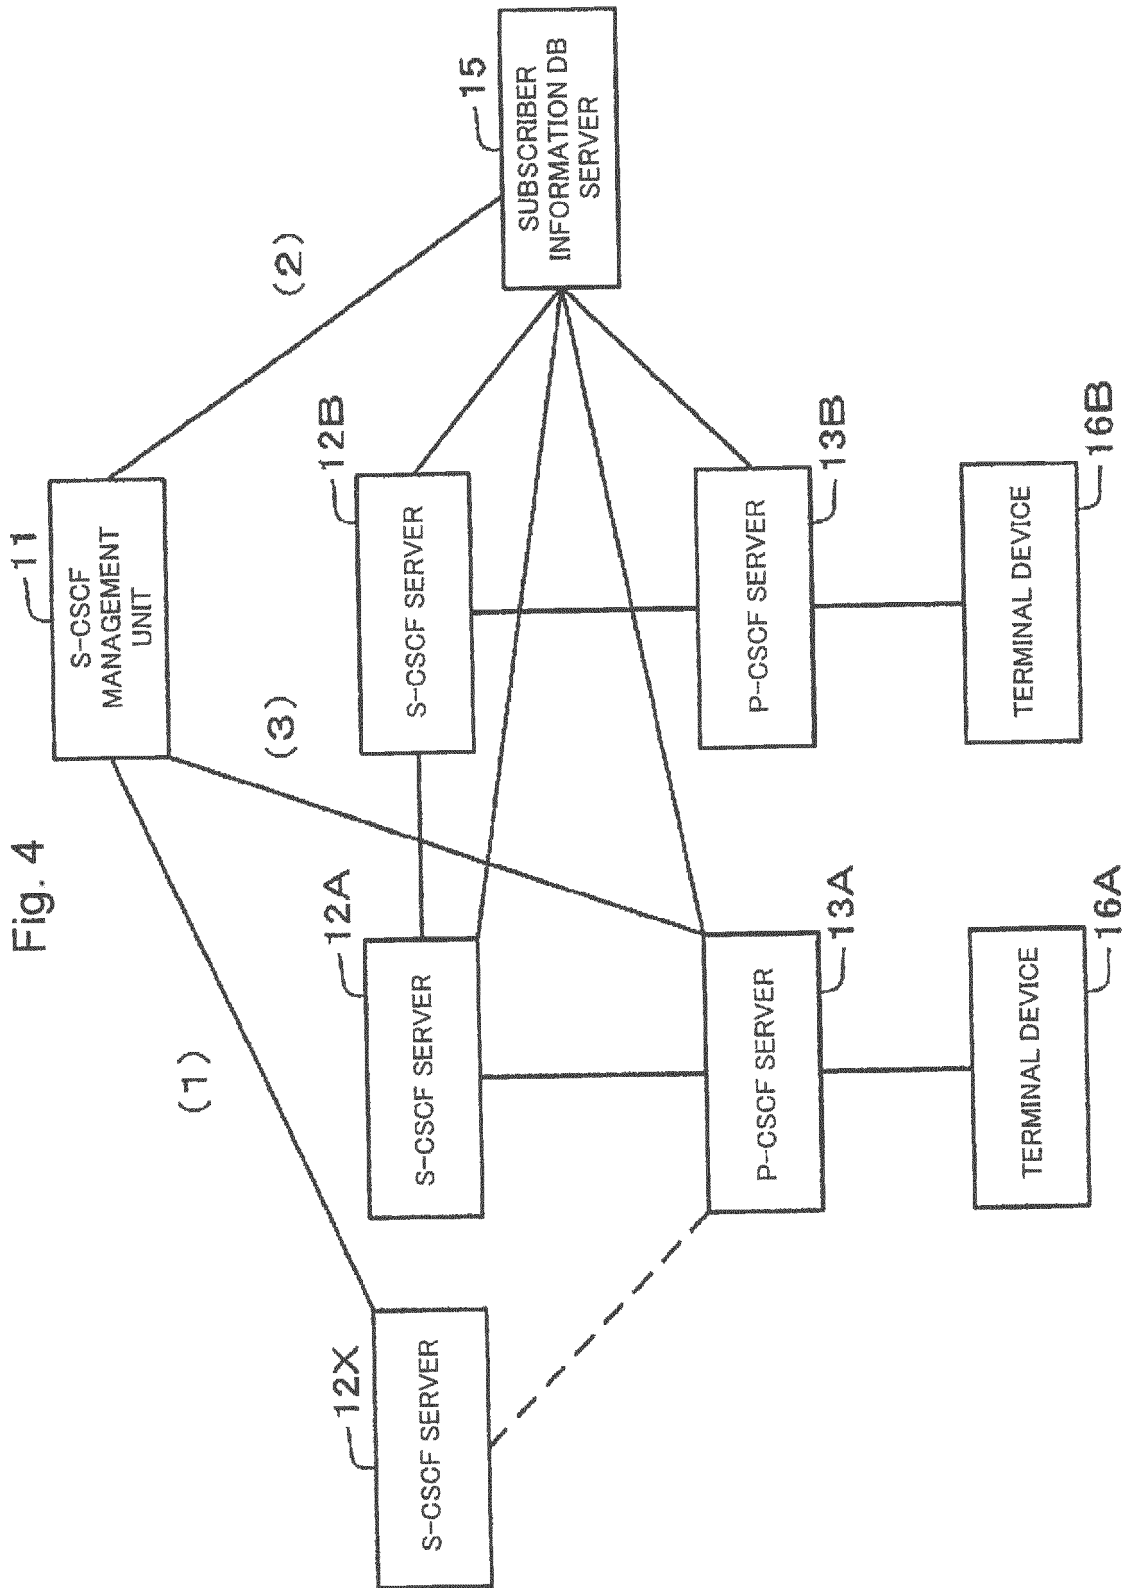 Fig. 4
11
S-CSCF
MANAGEMENT
UNIT
(1)
(3)
(2)
12X
S-CSCF SERVER
12A
S-CSCF SERVER
12B
S-CSCF SERVER
15
SUBSCRIBER
INFORMATION DB
SERVER
13A
P-CSCF SERVER
13B
P-CSCF SERVER
16A
TERMINAL DEVICE
16B
TERMINAL DEVICE